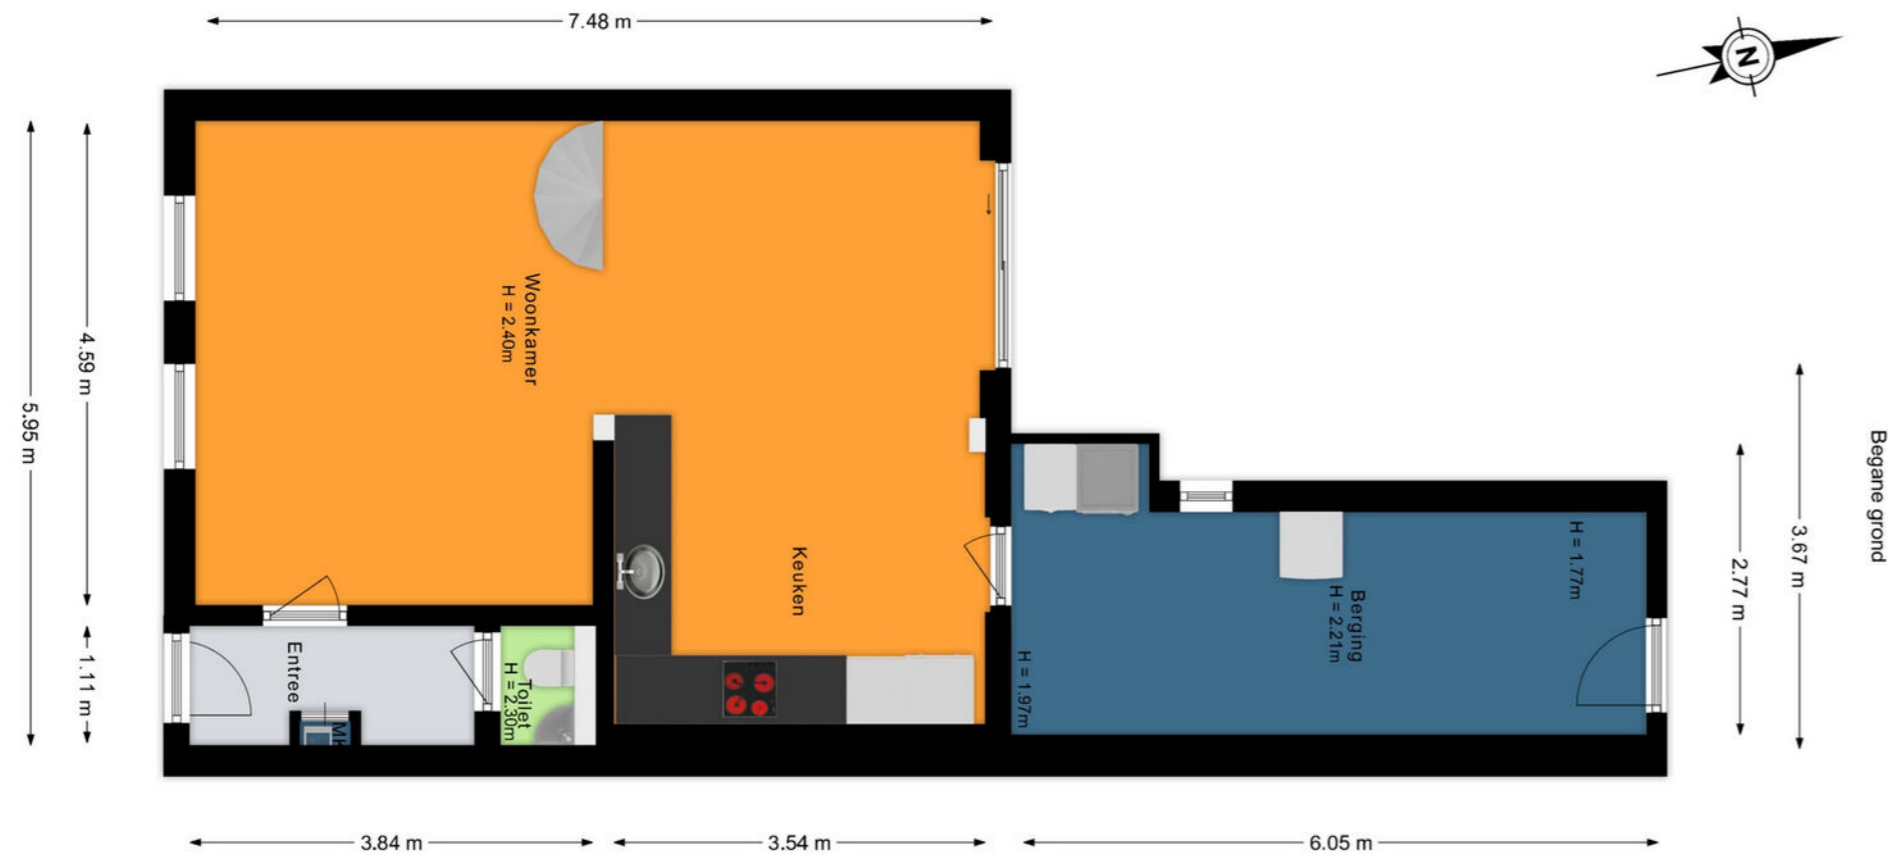 7.48 m
N
5.95 m
4.59 m
1.11 m
Woonkamer
H = 2.40m
Keuken
Entree
MK
Toilet
H = 2.30m
Berging
H = 2.21m
H = 1.77m
H = 1.97m
2.77 m
3.67 m
Begane grond
3.84 m
3.54 m
6.05 m